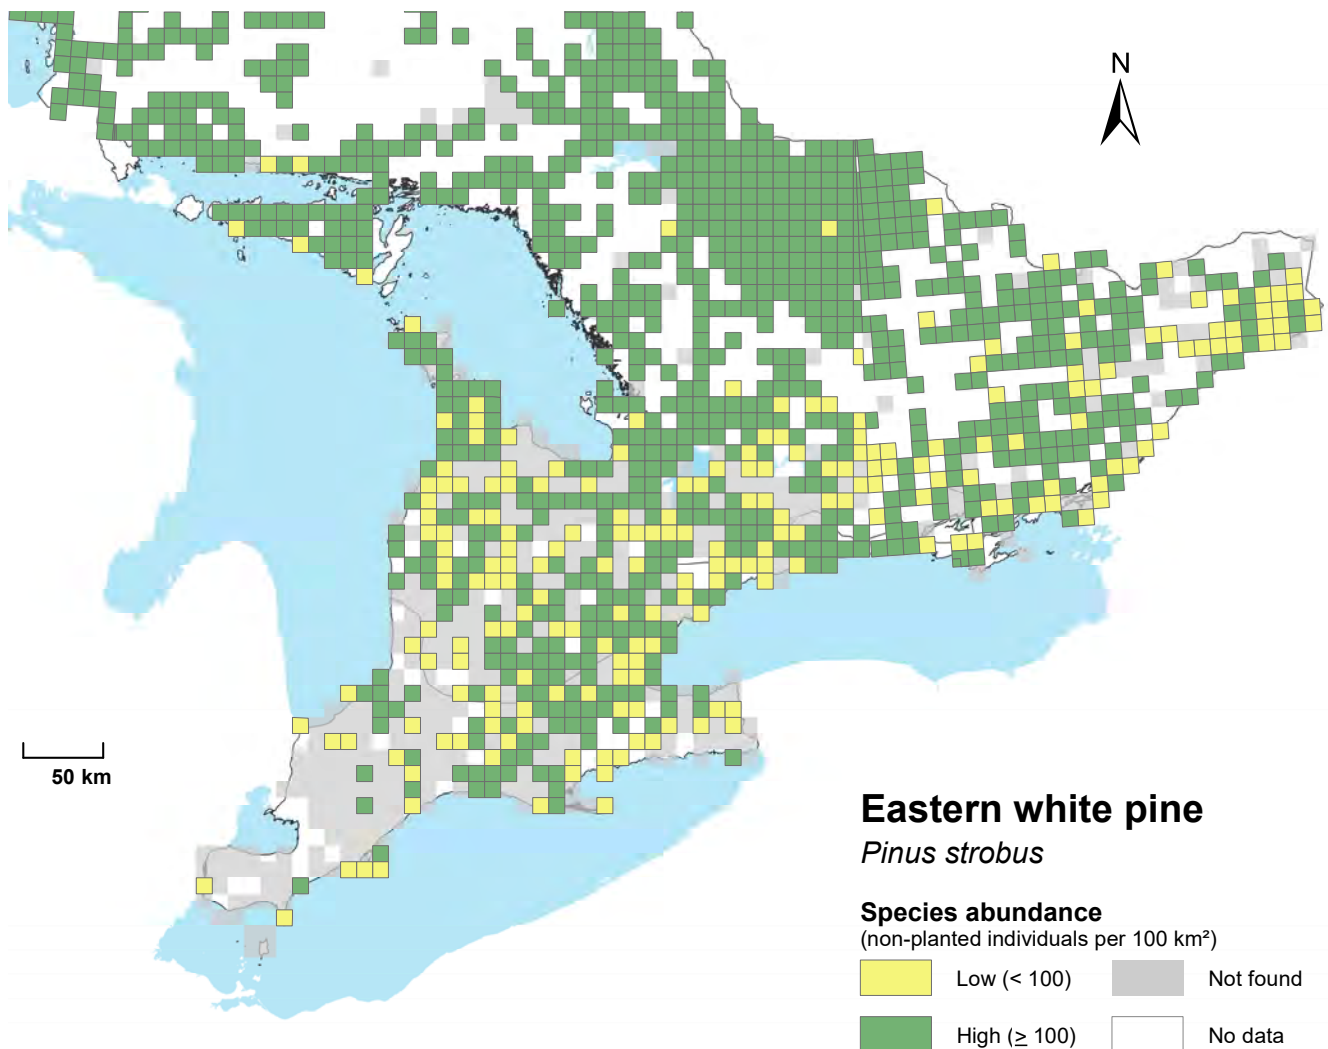 N
50 km
Eastern white pine
Pinus strobus
Species abundance
(non-planted individuals per 100 km²)
Low (< 100)
Not found
High (≥ 100)
No data